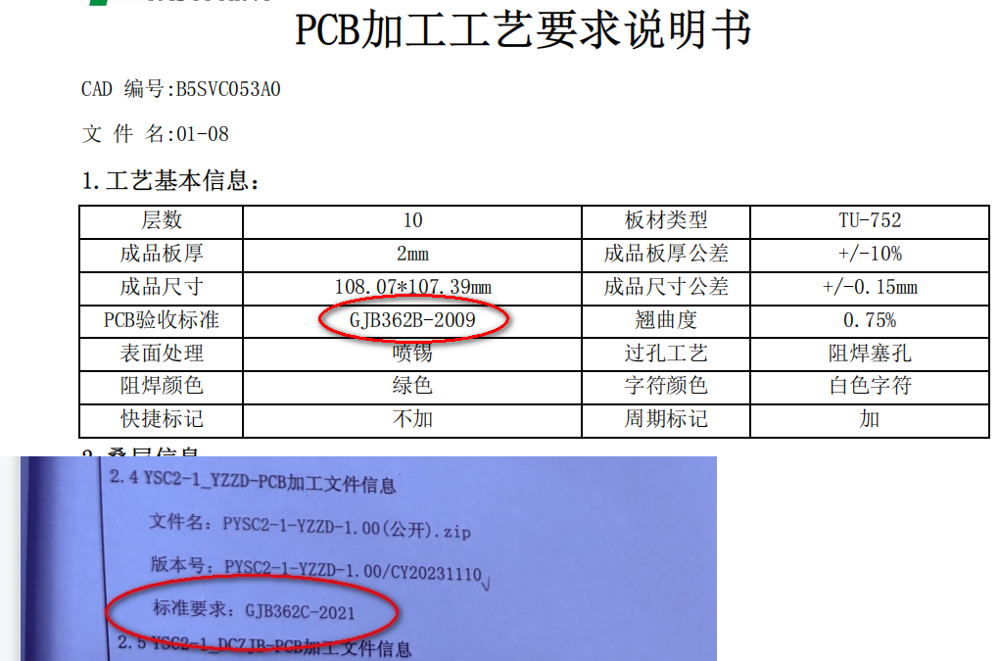 PCB加工工艺要求说明书
CAD 编号:B5SVC053A0
文 件 名:01-08
1.工艺基本信息：
层数 10 板材类型 TU-752
成品板厚 2mm 成品板厚公差 +/-10%
成品尺寸 108.07*107.39mm 成品尺寸公差 +/-0.15mm
PCB验收标准 GJB362B-2009 翘曲度 0.75%
表面处理 喷锡 过孔工艺 阻焊塞孔
阻焊颜色 绿色 字符颜色 白色字符
快捷标记 不加 周期标记 加
2.4 YSC2-1_YZZD-PCB加工文件信息
文件名：PYSC2-1-YZZD-1.00(公开).zip
版本号：PYSC2-1-YZZD-1.00/CY20231110
标准要求：GJB362C-2021
2.5 YSC2-1_DCZJB-PCB加工文件信息